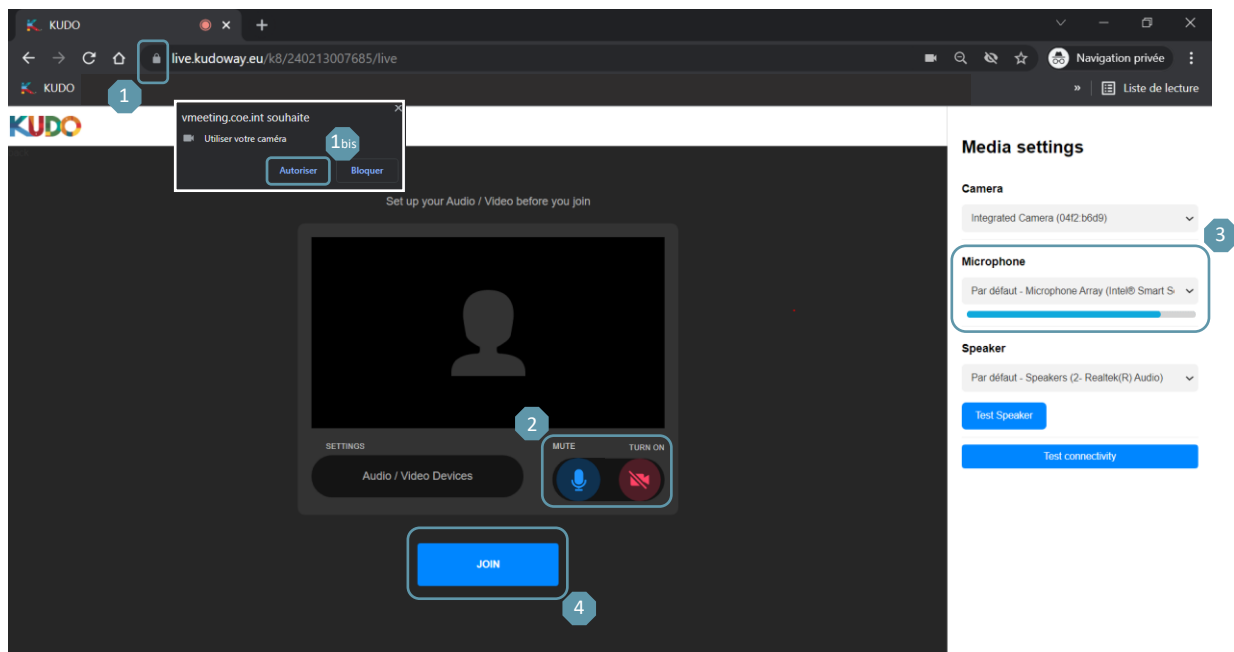 KUDO
live.kudoway.eu/k8/240213007685/live
Navigation privée
KUDO
» Liste de lecture
1
KUDO
vmeeting.coe.int souhaite
Utiliser votre caméra
1bis
Autoriser Bloquer
Set up your Audio / Video before you join
2
SETTINGS
MUTE TURN ON
Audio / Video Devices
JOIN
4
Media settings
Camera
Integrated Camera (04f2:b6d9)
3
Microphone
Par défaut - Microphone Array (Intel® Smart S
Speaker
Par défaut - Speakers (2- Realtek(R) Audio)
Test Speaker
Test connectivity